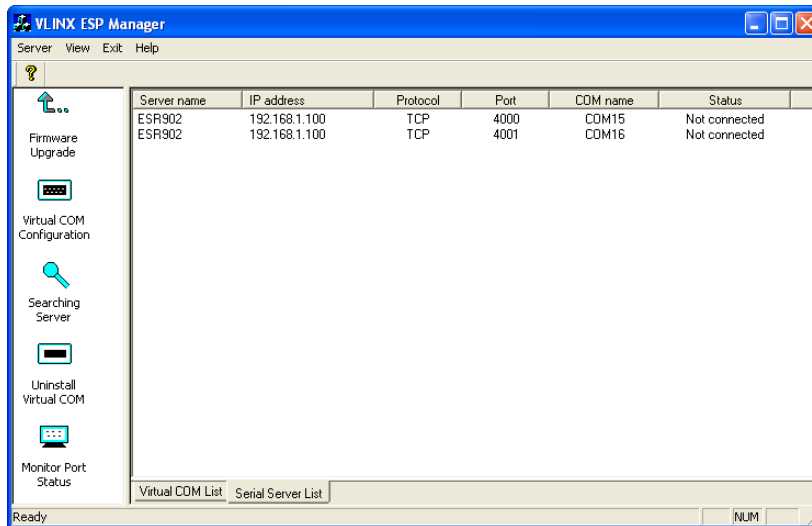 VLINX ESP Manager
Server View Exit Help
Firmware
Upgrade
Virtual COM
Configuration
Searching
Server
Uninstall
Virtual COM
Monitor Port
Status
Server name IP address Protocol Port COM name Status
ESR902 192.168.1.100 TCP 4000 COM15 Not connected
ESR902 192.168.1.100 TCP 4001 COM16 Not connected
Virtual COM List Serial Server List
Ready NUM